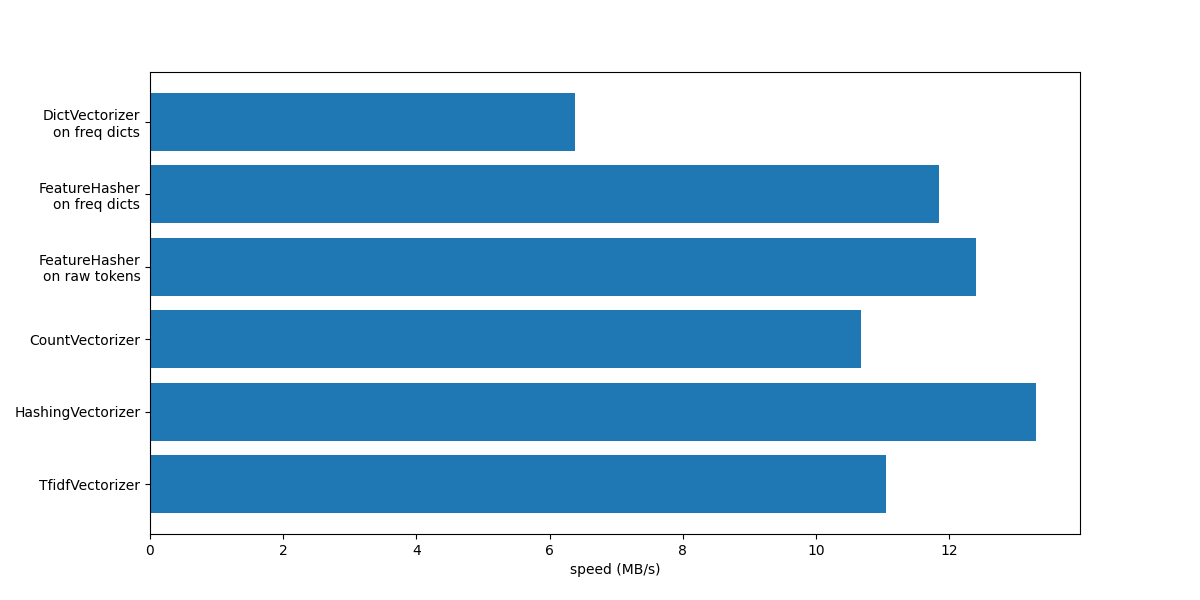 DictVectorizer
on freq dicts
FeatureHasher
on freq dicts
FeatureHasher
on raw tokens
CountVectorizer
HashingVectorizer
TfidfVectorizer
0 2 4 6 8 10 12
speed (MB/s)